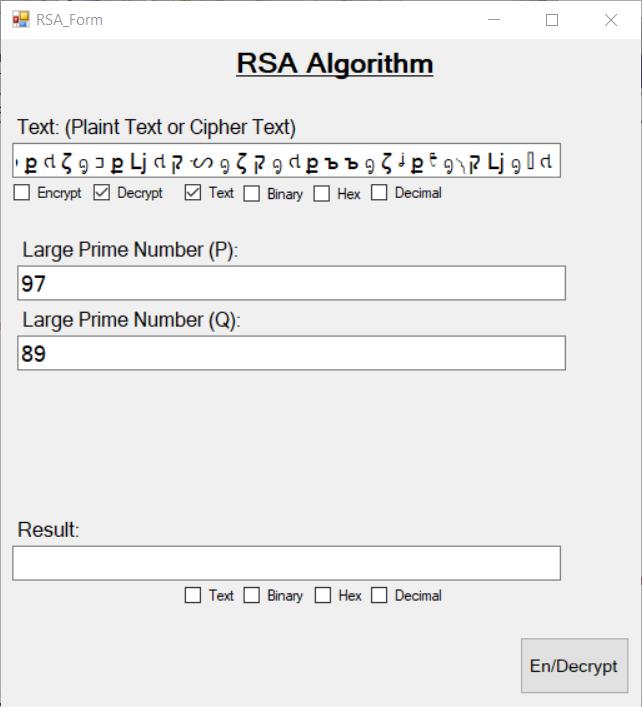 RSA_Form
RSA Algorithm
Text: (Plaint Text or Cipher Text)
Encrypt Decrypt Text Binary Hex Decimal
Large Prime Number (P):
97
Large Prime Number (Q):
89
Result:
Text Binary Hex Decimal
En/Decrypt